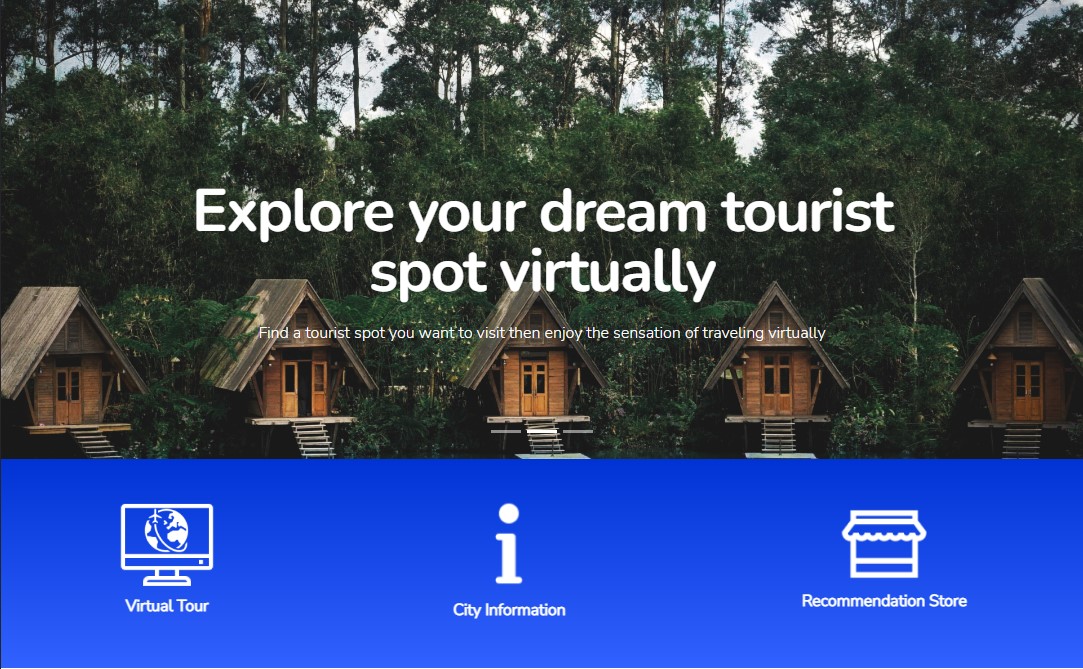 Explore your dream tourist
spot virtually
Find a tourist spot you want to visit then enjoy the sensation of traveling virtually
Virtual Tour
City Information
Recommendation Store